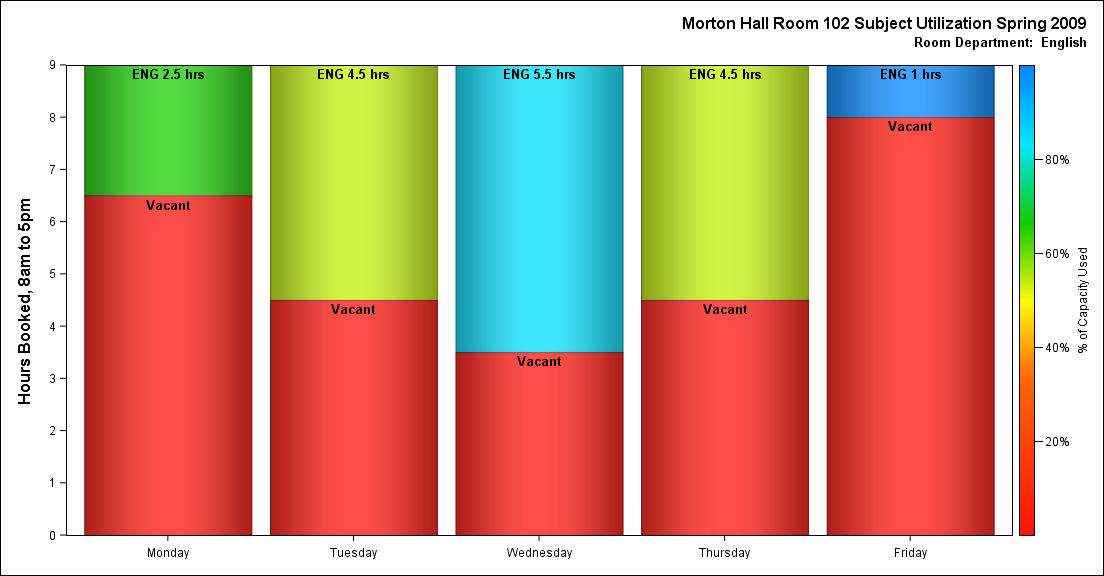 Morton Hall Room 102 Subject Utilization Spring 2009
Room Department:  English
Hours Booked, 8am to 5pm
9
8
7
6
5
4
3
2
1
0
ENG 2.5 hrs
Vacant
ENG 4.5 hrs
Vacant
ENG 5.5 hrs
Vacant
ENG 4.5 hrs
Vacant
ENG 1 hrs
Vacant
Monday
Tuesday
Wednesday
Thursday
Friday
80%
60%
40%
20%
% of Capacity Used